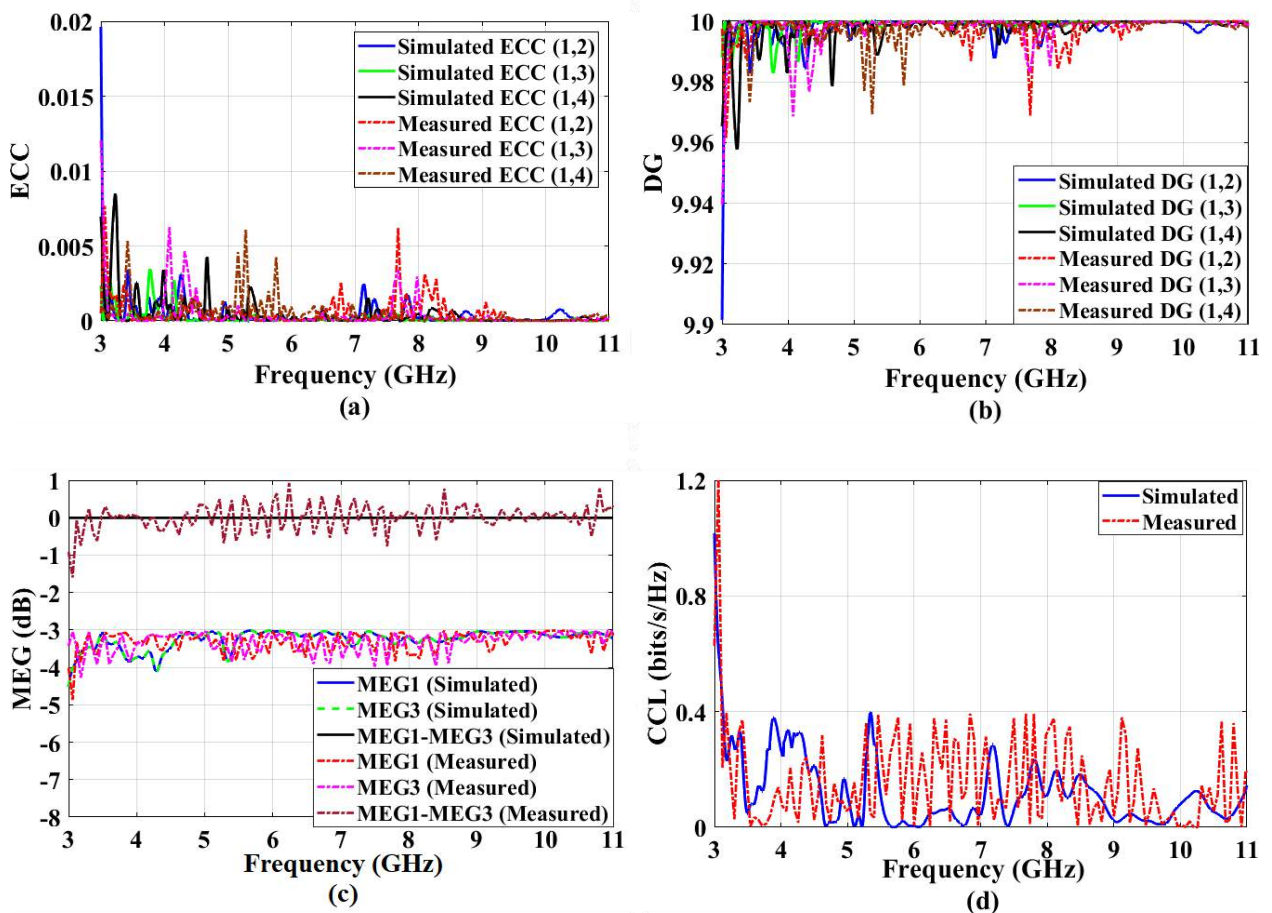 0.02
0.015
0.01
0.005
0
ECC
Simulated ECC (1,2)
Simulated ECC (1,3)
Simulated ECC (1,4)
Measured ECC (1,2)
Measured ECC (1,3)
Measured ECC (1,4)
3 4 5 6 7 8 9 10 11
Frequency (GHz)
(a)
10
9.98
9.96
9.94
9.92
9.9
DG
Simulated DG (1,2)
Simulated DG (1,3)
Simulated DG (1,4)
Measured DG (1,2)
Measured DG (1,3)
Measured DG (1,4)
3 4 5 6 7 8 9 10 11
Frequency (GHz)
(b)
1
0
-1
-2
-3
-4
-5
-6
-7
-8
MEG (dB)
MEG1 (Simulated)
MEG3 (Simulated)
MEG1-MEG3 (Simulated)
MEG1 (Measured)
MEG3 (Measured)
MEG1-MEG3 (Measured)
3 4 5 6 7 8 9 10 11
Frequency (GHz)
(c)
1.2
0.8
0.4
0
CCL (bits/s/Hz)
Simulated
Measured
3 4 5 6 7 8 9 10 11
Frequency (GHz)
(d)